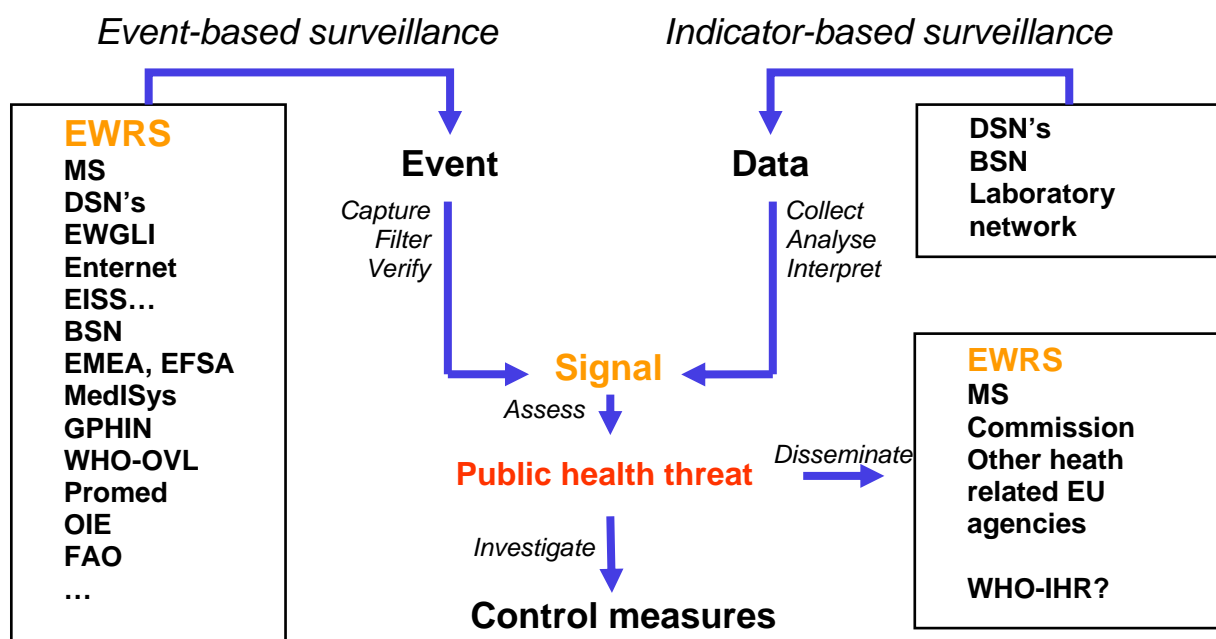 Event-based surveillance
Indicator-based surveillance
EWRS
MS
DSN’s
EWGLI
Enternet
EISS…
BSN
EMEA, EFSA
MedISys
GPHIN
WHO-OVL
Promed
OIE
FAO
…
Event
Capture
Filter
Verify
Data
Collect
Analyse
Interpret
DSN’s
BSN
Laboratory
network
Signal
Assess
Public health threat
Disseminate
Investigate
Control measures
EWRS
MS
Commission
Other heath
related EU
agencies
WHO-IHR?